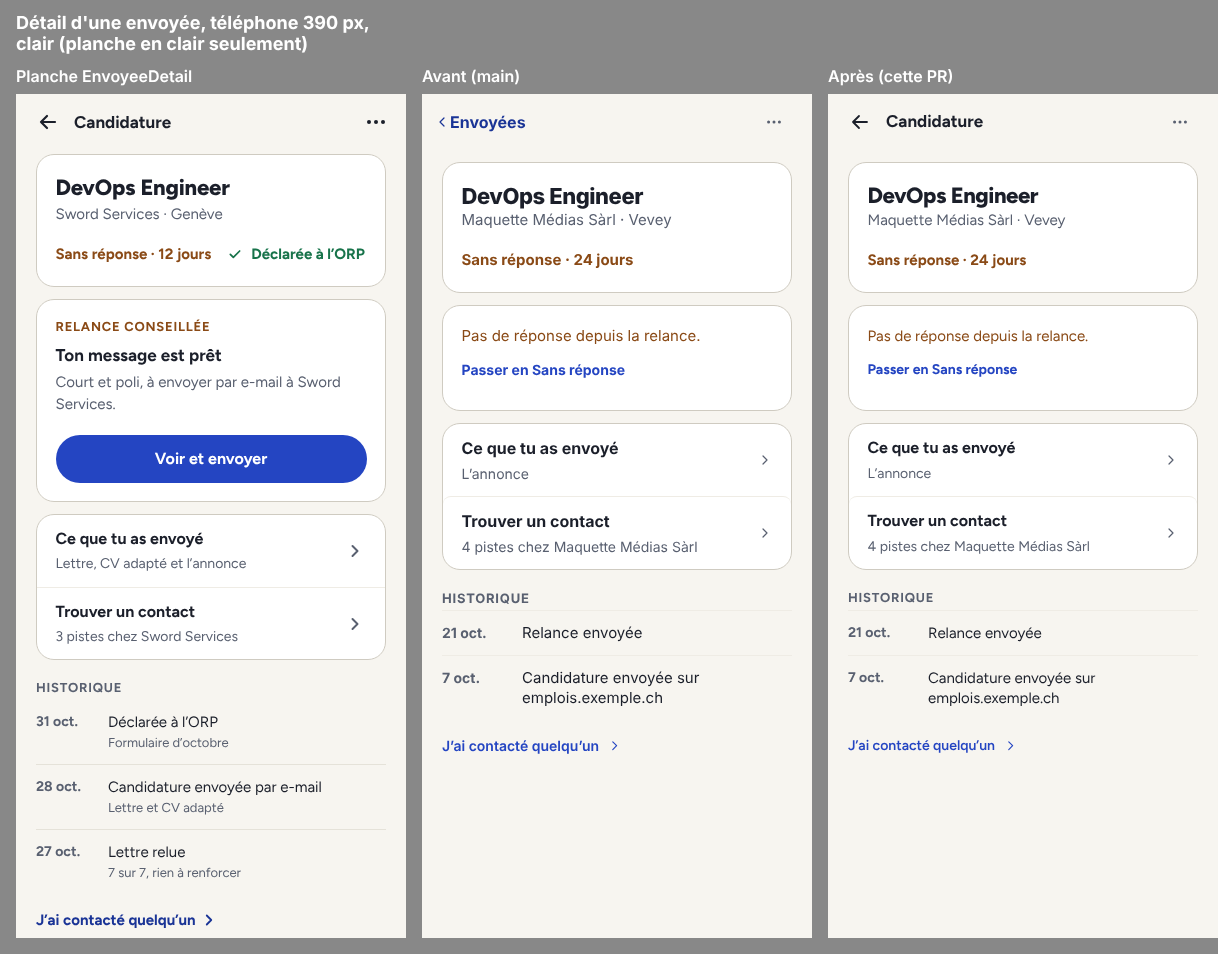 Détail d'une envoyée, téléphone 390 px,
clair (planche en clair seulement)
Planche EnvoyeeDetail
Candidature
DevOps Engineer
Sword Services · Genève
Sans réponse · 12 jours
Déclarée à l’ORP
RELANCE CONSEILLÉE
Ton message est prêt
Court et poli, à envoyer par e-mail à Sword
Services.
Voir et envoyer
Ce que tu as envoyé
Lettre, CV adapté et l’annonce
Trouver un contact
3 pistes chez Sword Services
HISTORIQUE
31 oct.
Déclarée à l’ORP
Formulaire d’octobre
28 oct.
Candidature envoyée par e-mail
Lettre et CV adapté
27 oct.
Lettre relue
7 sur 7, rien à renforcer
J’ai contacté quelqu’un
Avant (main)
Envoyées
DevOps Engineer
Maquette Médias Sàrl · Vevey
Sans réponse · 24 jours
Pas de réponse depuis la relance.
Passer en Sans réponse
Ce que tu as envoyé
L’annonce
Trouver un contact
4 pistes chez Maquette Médias Sàrl
HISTORIQUE
21 oct.
Relance envoyée
7 oct.
Candidature envoyée sur
emplois.exemple.ch
J’ai contacté quelqu’un
Après (cette PR)
Candidature
DevOps Engineer
Maquette Médias Sàrl · Vevey
Sans réponse · 24 jours
Pas de réponse depuis la relance.
Passer en Sans réponse
Ce que tu as envoyé
L’annonce
Trouver un contact
4 pistes chez Maquette Médias Sàrl
HISTORIQUE
21 oct.
Relance envoyée
7 oct.
Candidature envoyée sur
emplois.exemple.ch
J’ai contacté quelqu’un